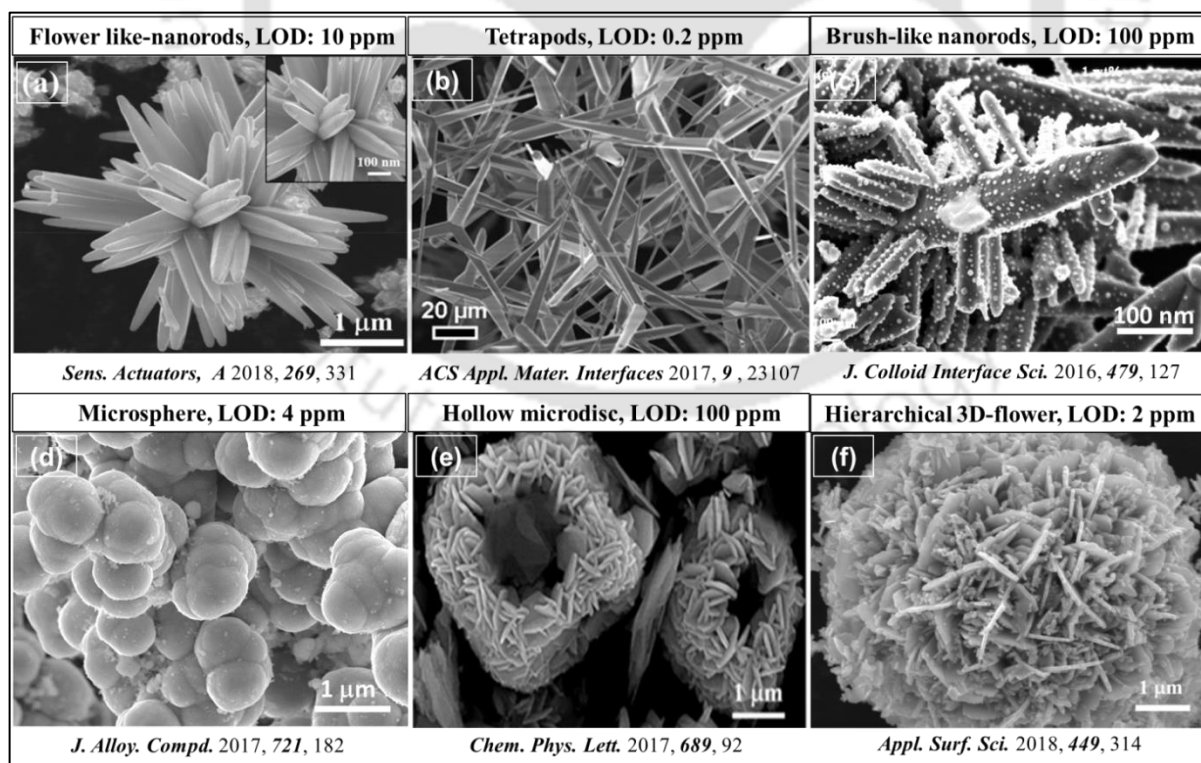 Flower like-nanorods, LOD: 10 ppm
Tetrapods, LOD: 0.2 ppm
Brush-like nanorods, LOD: 100 ppm
(a)
100 nm
1 µm
(b)
20 µm
(c)
100 nm
Sens. Actuators, A 2018, 269, 331
ACS Appl. Mater. Interfaces 2017, 9 , 23107
J. Colloid Interface Sci. 2016, 479, 127
Microsphere, LOD: 4 ppm
Hollow microdisc, LOD: 100 ppm
Hierarchical 3D-flower, LOD: 2 ppm
(d)
1 µm
(e)
1 µm
(f)
1 µm
J. Alloy. Compd. 2017, 721, 182
Chem. Phys. Lett. 2017, 689, 92
Appl. Surf. Sci. 2018, 449, 314